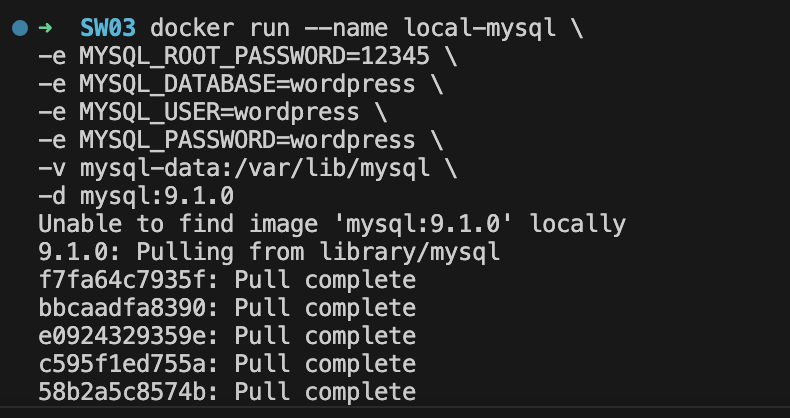 ➜ SW03 docker run --name local-mysql \
-e MYSQL_ROOT_PASSWORD=12345 \
-e MYSQL_DATABASE=wordpress \
-e MYSQL_USER=wordpress \
-e MYSQL_PASSWORD=wordpress \
-v mysql-data:/var/lib/mysql \
-d mysql:9.1.0
Unable to find image 'mysql:9.1.0' locally
9.1.0: Pulling from library/mysql
f7fa64c7935f: Pull complete
bbcaadfa8390: Pull complete
e0924329359e: Pull complete
c595f1ed755a: Pull complete
58b2a5c8574b: Pull complete